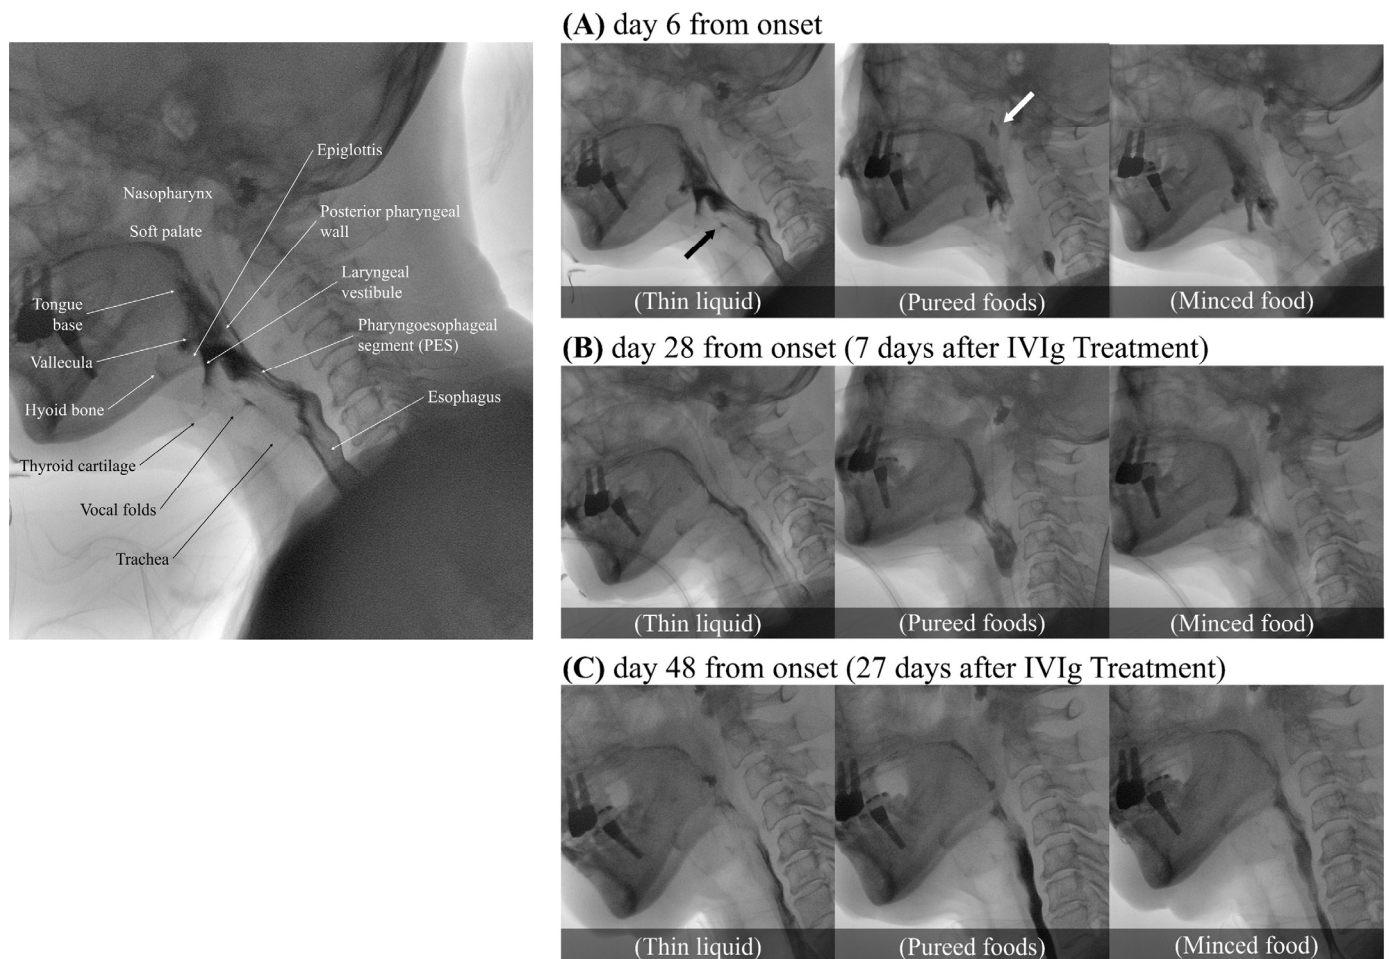 Epiglottis
Nasopharynx
Posterior pharyngeal
wall
Soft palate
Laryngeal
vestibule
Tongue
base
Pharyngoesophageal
segment (PES)
Vallecula
Esophagus
Hyoid bone
Thyroid cartilage
Vocal folds
Trachea
(A) day 6 from onset
(Thin liquid)
(Pureed foods)
(Minced food)
(B) day 28 from onset (7 days after IVIg Treatment)
(Thin liquid)
(Pureed foods)
(Minced food)
(C) day 48 from onset (27 days after IVIg Treatment)
(Thin liquid)
(Pureed foods)
(Minced food)